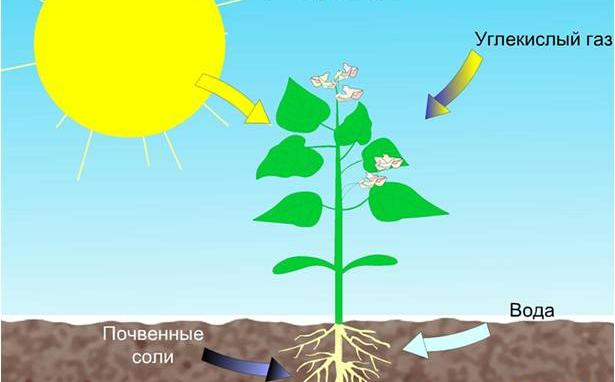 Углекислый газ
Вода
Почвенные
соли